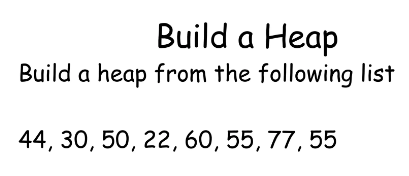 Build a Heap
Build a heap from the following list
44, 30, 50, 22, 60, 55, 77, 55